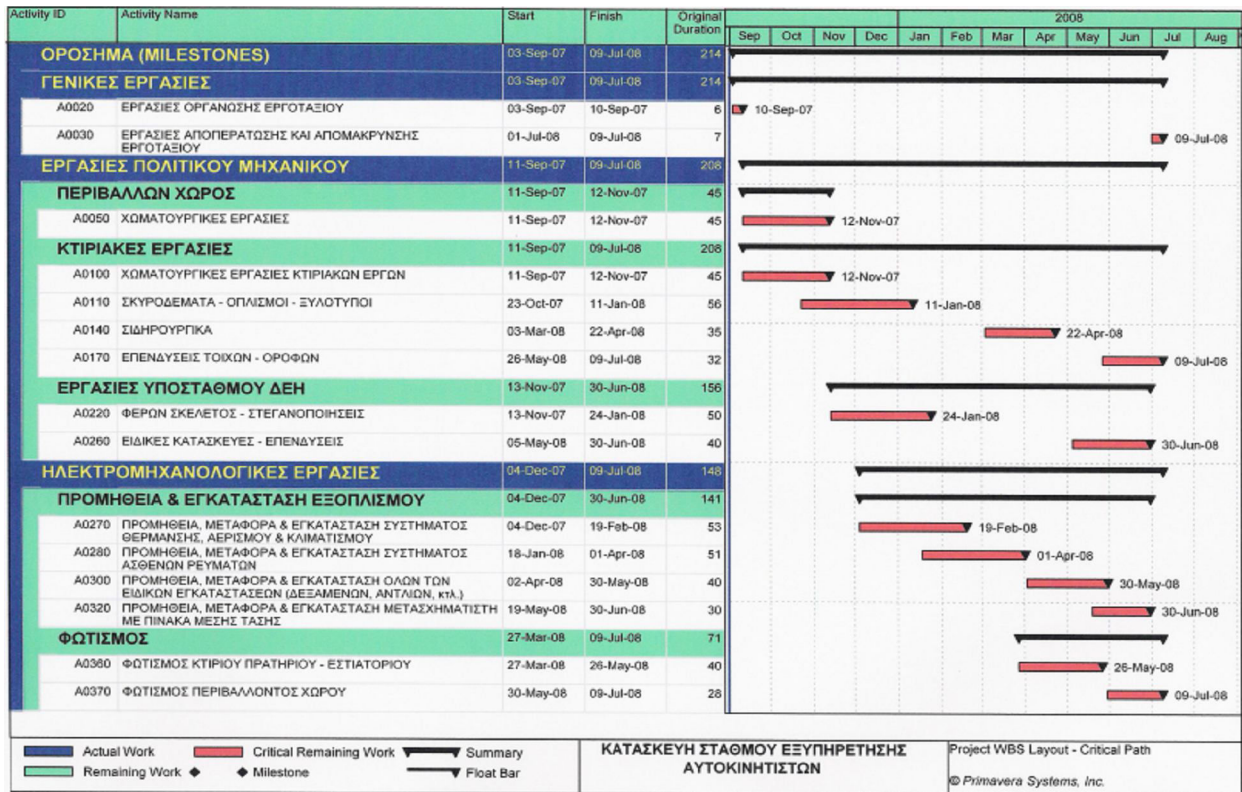 Activity ID Activity Name Start Finish Original Duration 2008
Sep Oct Nov Dec Jan Feb Mar Apr May Jun Jul Aug
ΟΡΟΣΗΜΑ (MILESTONES) 03-Sep-07 09-Jul-08 214
ΓΕΝΙΚΕΣ ΕΡΓΑΣΙΕΣ 03-Sep-07 09-Jul-08 214
A0020 ΕΡΓΑΣΙΕΣ ΟΡΓΑΝΩΣΗΣ ΕΡΓΟΤΑΞΙΟΥ 03-Sep-07 10-Sep-07 6 10-Sep-07
A0030 ΕΡΓΑΣΙΕΣ ΑΠΟΠΕΡΑΤΩΣΗΣ ΚΑΙ ΑΠΟΜΑΚΡΥΝΣΗΣ 01-Jul-08 09-Jul-08 7 09-Jul-08
ΕΡΓΟΤΑΞΙΟΥ
ΕΡΓΑΣΙΕΣ ΠΟΛΙΤΙΚΟΥ ΜΗΧΑΝΙΚΟΥ 11-Sep-07 09-Jul-08 208
ΠΕΡΙΒΑΛΛΩΝ ΧΩΡΟΣ 11-Sep-07 12-Nov-07 45
A0050 ΧΩΜΑΤΟΥΡΓΙΚΕΣ ΕΡΓΑΣΙΕΣ 11-Sep-07 12-Nov-07 45 12-Nov-07
ΚΤΙΡΙΑΚΕΣ ΕΡΓΑΣΙΕΣ 11-Sep-07 09-Jul-08 208
A0100 ΧΩΜΑΤΟΥΡΓΙΚΕΣ ΕΡΓΑΣΙΕΣ ΚΤΙΡΙΑΚΩΝ ΕΡΓΩΝ 11-Sep-07 12-Nov-07 45 12-Nov-07
A0110 ΣΚΥΡΟΔΕΜΑΤΑ - ΟΠΛΙΣΜΟΙ - ΞΥΛΟΤΥΠΟΙ 23-Oct-07 11-Jan-08 56 11-Jan-08
A0140 ΣΙΔΗΡΟΥΡΓΙΚΑ 03-Mar-08 22-Apr-08 35 22-Apr-08
A0170 ΕΠΕΝΔΥΣΕΙΣ ΤΟΙΧΩΝ - ΟΡΟΦΩΝ 26-May-08 09-Jul-08 32 09-Jul-08
ΕΡΓΑΣΙΕΣ ΥΠΟΣΤΑΘΜΟΥ ΔΕΗ 13-Nov-07 30-Jun-08 156
A0220 ΦΕΡΩΝ ΣΚΕΛΕΤΟΣ - ΣΤΕΓΑΝΟΠΟΙΗΣΕΙΣ 13-Nov-07 24-Jan-08 50 24-Jan-08
A0260 ΕΙΔΙΚΕΣ ΚΑΤΑΣΚΕΥΕΣ - ΕΠΕΝΔΥΣΕΙΣ 05-May-08 30-Jun-08 40 30-Jun-08
ΗΛΕΚΤΡΟΜΗΧΑΝΟΛΟΓΙΚΕΣ ΕΡΓΑΣΙΕΣ 04-Dec-07 09-Jul-08 148
ΠΡΟΜΗΘΕΙΑ & ΕΓΚΑΤΑΣΤΑΣΗ ΕΞΟΠΛΙΣΜΟΥ 04-Dec-07 30-Jun-08 141
A0270 ΠΡΟΜΗΘΕΙΑ, ΜΕΤΑΦΟΡΑ & ΕΓΚΑΤΑΣΤΑΣΗ ΣΥΣΤΗΜΑΤΟΣ 04-Dec-07 19-Feb-08 53 19-Feb-08
ΘΕΡΜΑΝΣΗΣ, ΑΕΡΙΣΜΟΥ & ΚΛΙΜΑΤΙΣΜΟΥ
A0280 ΠΡΟΜΗΘΕΙΑ, ΜΕΤΑΦΟΡΑ & ΕΓΚΑΤΑΣΤΑΣΗ ΣΥΣΤΗΜΑΤΟΣ 18-Jan-08 01-Apr-08 51 01-Apr-08
ΑΣΘΕΝΩΝ ΡΕΥΜΑΤΩΝ
A0300 ΠΡΟΜΗΘΕΙΑ, ΜΕΤΑΦΟΡΑ & ΕΓΚΑΤΑΣΤΑΣΗ ΟΛΩΝ ΤΩΝ 02-Apr-08 30-May-08 40 30-May-08
ΕΙΔΙΚΩΝ ΕΓΚΑΤΑΣΤΑΣΕΩΝ (ΔΕΞΑΜΕΝΩΝ, ΑΝΤΛΙΩΝ, κτλ.)
A0320 ΠΡΟΜΗΘΕΙΑ, ΜΕΤΑΦΟΡΑ & ΕΓΚΑΤΑΣΤΑΣΗ ΜΕΤΑΣΧΗΜΑΤΙΣΤΗ 19-May-08 30-Jun-08 30 30-Jun-08
ΜΕ ΠΙΝΑΚΑ ΜΕΣΗΣ ΤΑΣΗΣ
ΦΩΤΙΣΜΟΣ 27-Mar-08 09-Jul-08 71
A0360 ΦΩΤΙΣΜΟΣ ΚΤΙΡΙΟΥ ΠΡΑΤΗΡΙΟΥ - ΕΣΤΙΑΤΟΡΙΟΥ 27-Mar-08 26-May-08 40 26-May-08
A0370 ΦΩΤΙΣΜΟΣ ΠΕΡΙΒΑΛΛΟΝΤΟΣ ΧΩΡΟΥ 30-May-08 09-Jul-08 28 09-Jul-08
Actual Work Critical Remaining Work Summary
Remaining Work Milestone Float Bar
ΚΑΤΑΣΚΕΥΗ ΣΤΑΘΜΟΥ ΕΞΥΠΗΡΕΤΗΣΗΣ
ΑΥΤΟΚΙΝΗΤΙΣΤΩΝ
Project WBS Layout - Critical Path
© Primavera Systems, Inc.